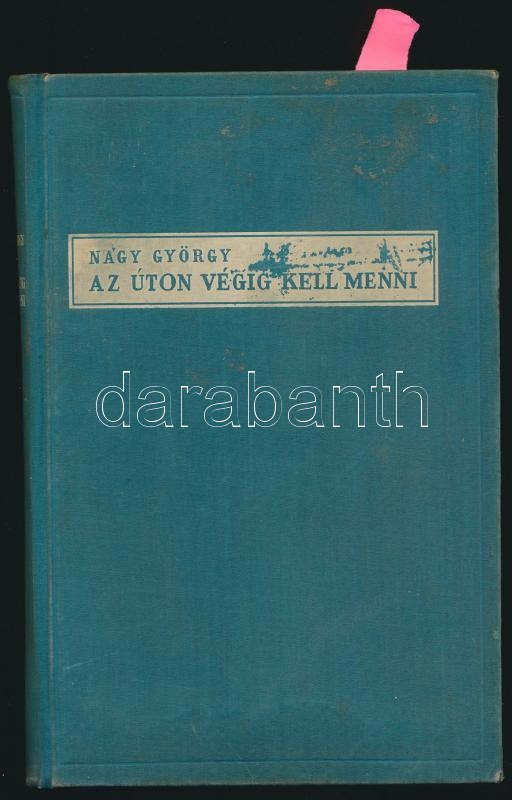 NAGY GYÖRGY
AZ ÚTON VÉGIG KELL MENNI
darabanth